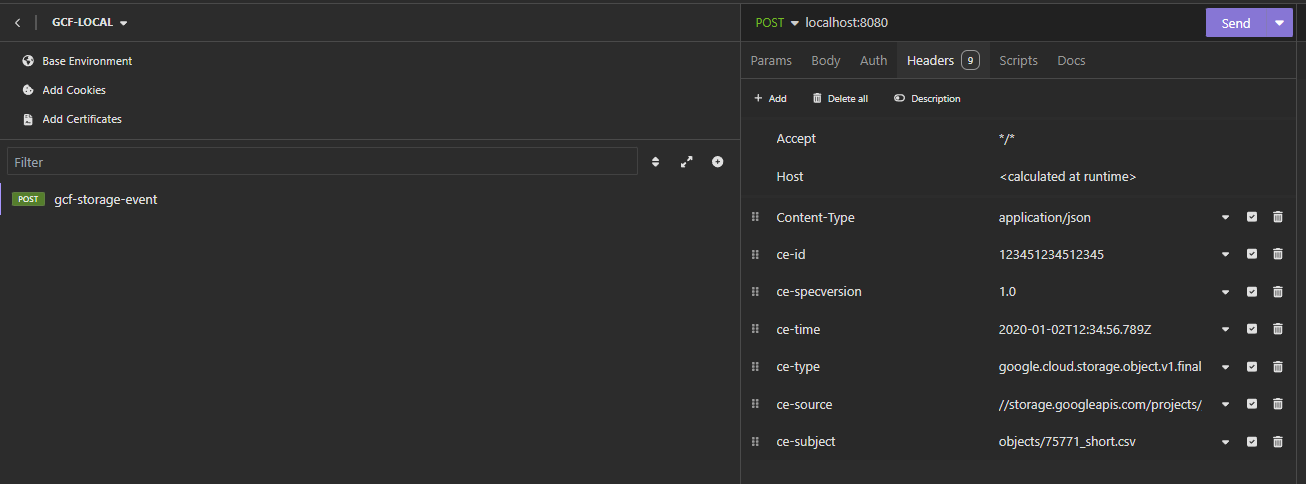 GCF-LOCAL
Base Environment
Add Cookies
Add Certificates
Filter
POST gcf-storage-event
POST localhost:8080 Send
Params Body Auth Headers 9 Scripts Docs
Add Delete all Description
Accept */*
Host <calculated at runtime>
Content-Type application/json
ce-id 123451234512345
ce-specversion 1.0
ce-time 2020-01-02T12:34:56.789Z
ce-type google.cloud.storage.object.v1.final
ce-source //storage.googleapis.com/projects/
ce-subject objects/75771_short.csv